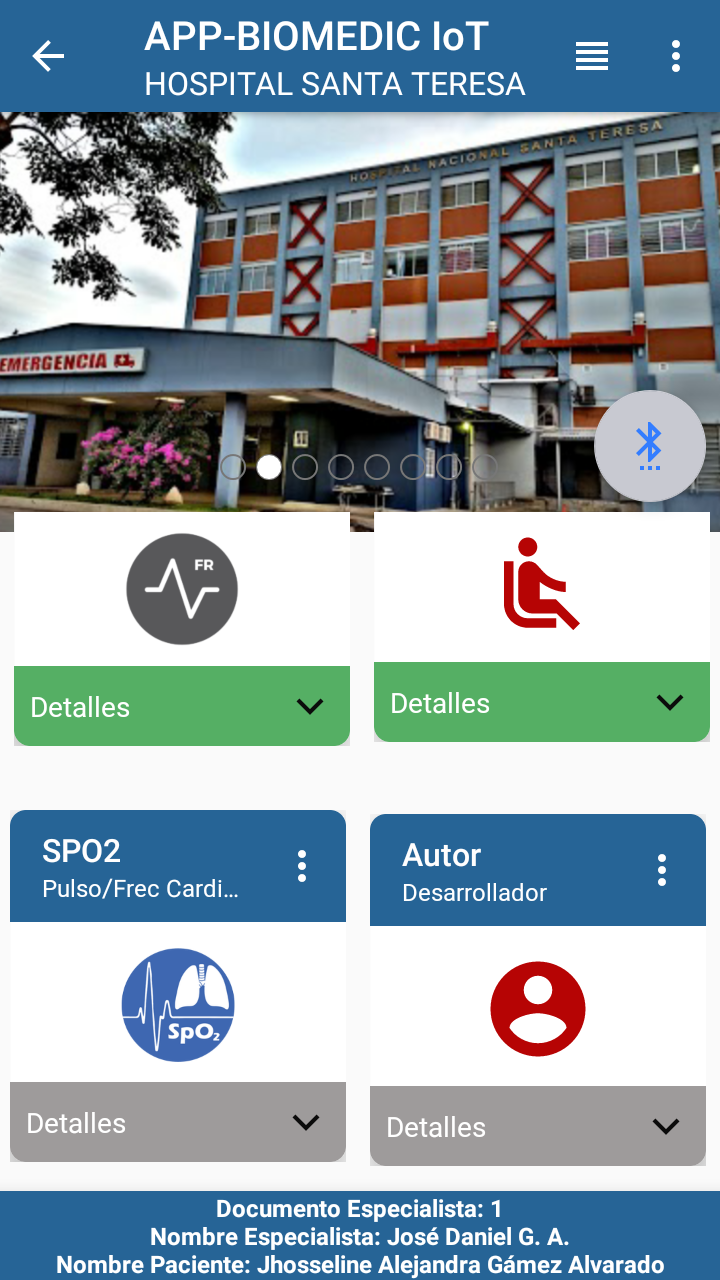 APP-BIOMEDIC IoT
HOSPITAL SANTA TERESA
HOSPITAL NACIONAL SANTA TERESA
EMERGENCIA
FR
Detalles
Detalles
SPO2
Pulso/Frec Cardi...
Autor
Desarrollador
SpO₂
Detalles
Detalles
Documento Especialista: 1
Nombre Especialista: José Daniel G. A.
Nombre Paciente: Jhosseline Alejandra Gámez Alvarado